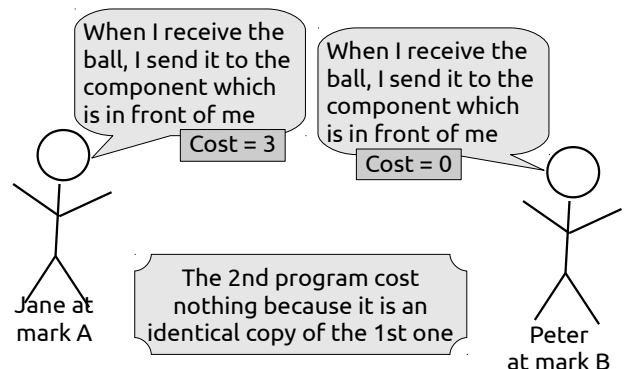 When I receive the
ball, I send it to the
component which
is in front of me
Cost = 3
When I receive the
ball, I send it to the
component which
is in front of me
Cost = 0
The 2nd program cost
nothing because it is an
identical copy of the 1st one
Jane at
mark A
Peter
at mark B